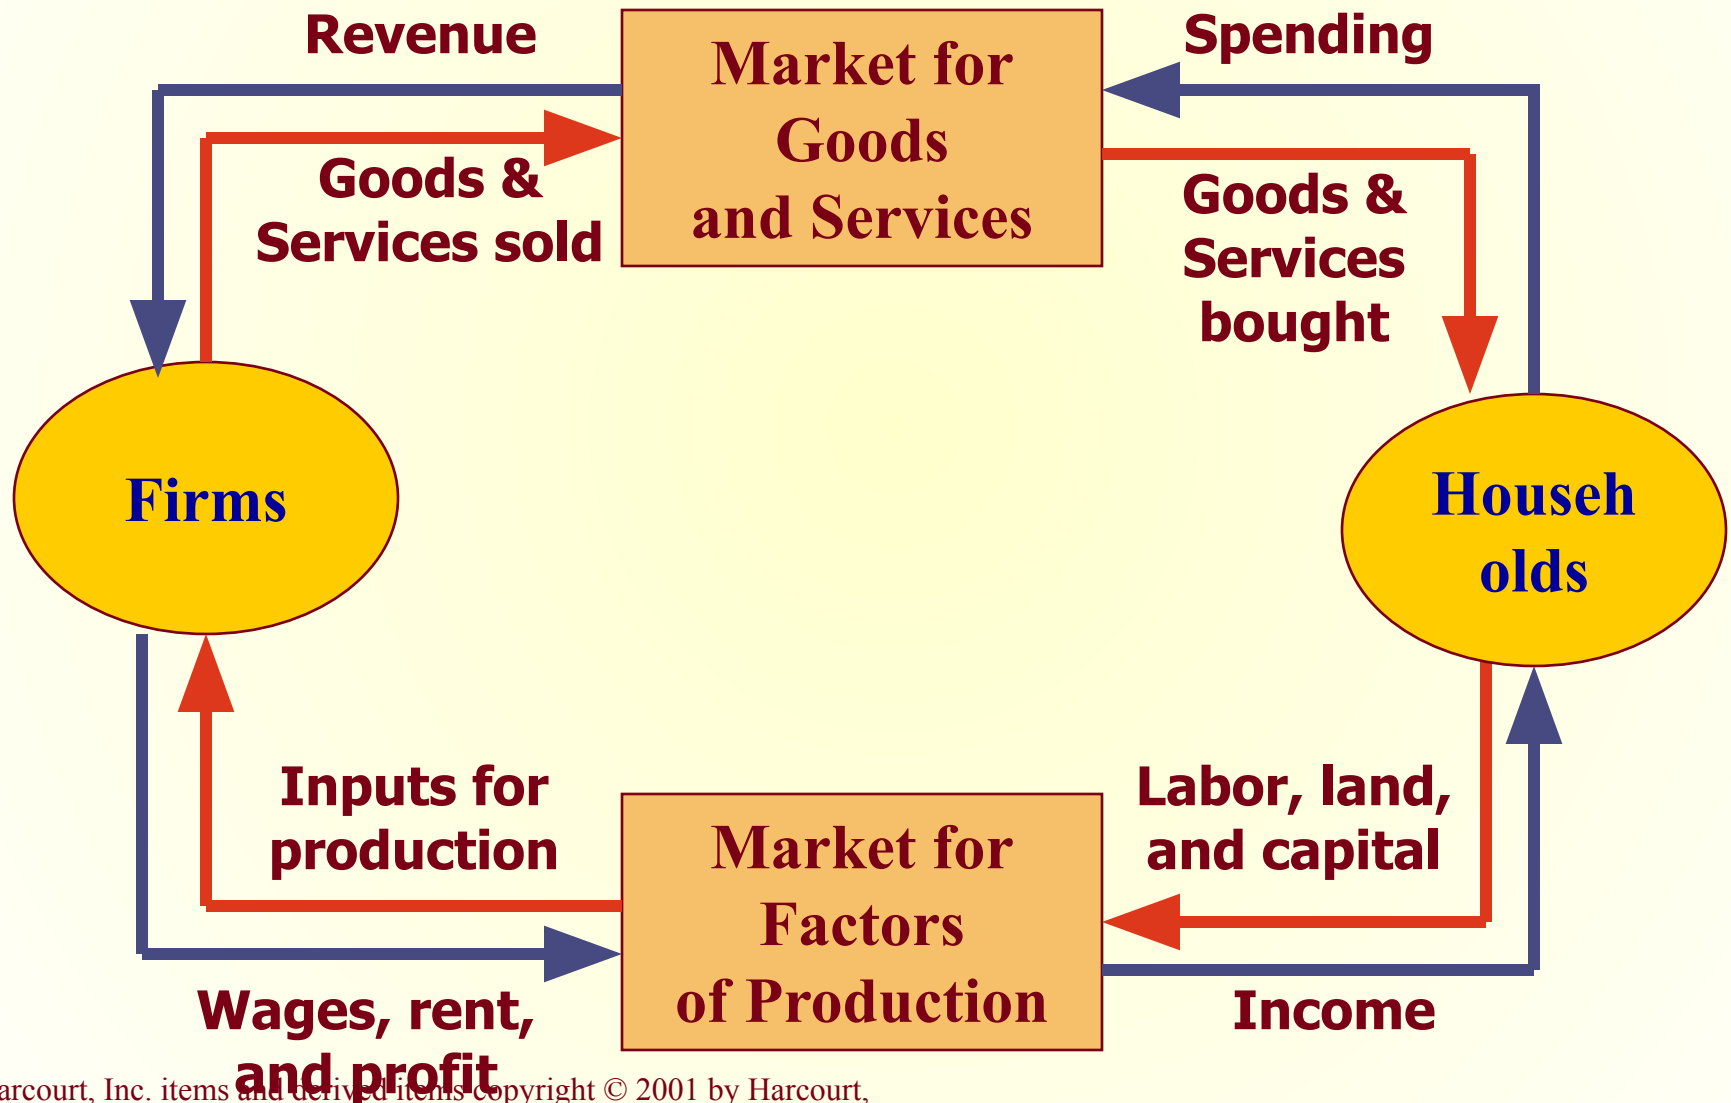 Revenue
Market for
Goods
and Services
Spending
Goods &
Services sold
Goods &
Services
bought
Firms
Househ
olds
Inputs for
production
Market for
Factors
of Production
Labor, land,
and capital
Wages, rent,
and profit
Income
arcourt, Inc. items and derived items copyright © 2001 by Harcourt,